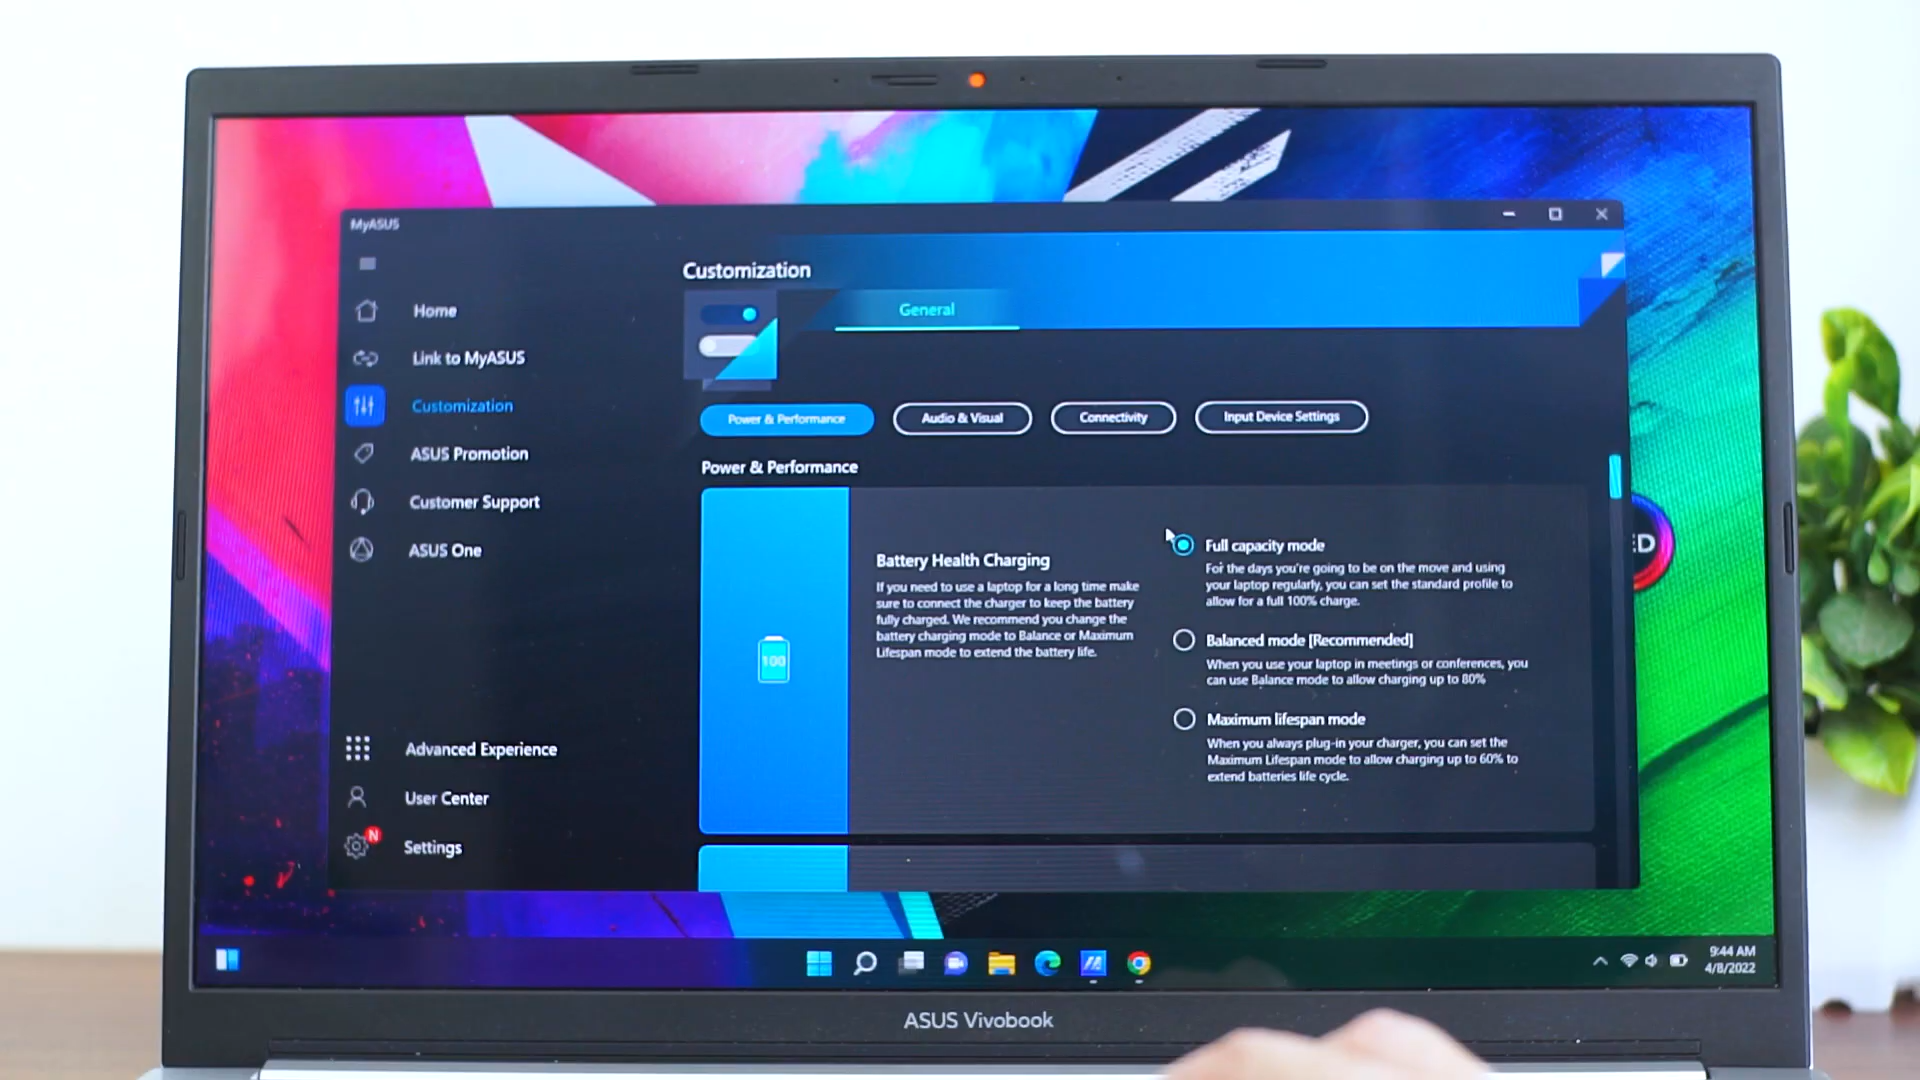 MyASUS
Customization
General
Home
Link to MyASUS
Customization
ASUS Promotion
Customer Support
ASUS One
Advanced Experience
User Center
N
Settings
Power & Performance
Audio & Visual
Connectivity
Input Device Settings
Power & Performance
100
Battery Health Charging
If you need to use a laptop for a long time make
sure to connect the charger to keep the battery
fully charged. We recommend you change the
battery charging mode to Balance or Maximum
Lifespan mode to extend the battery life.
Full capacity mode
For the days you're going to be on the move and using
your laptop regularly, you can set the standard profile to
allow for a full 100% charge.
Balanced mode [Recommended]
When you use your laptop in meetings or conferences, you
can use Balance mode to allow charging up to 80%
Maximum lifespan mode
When you always plug-in your charger, you can set the
Maximum Lifespan mode to allow charging up to 60% to
extend batteries life cycle.
ED
9:44 AM
4/8/2022
ASUS Vivobook